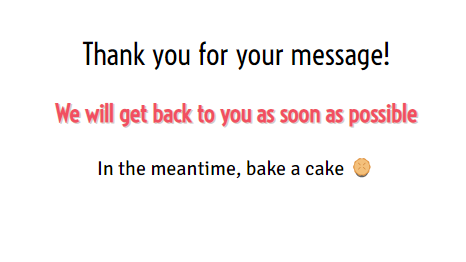 Thank you for your message!
We will get back to you as soon as possible
In the meantime, bake a cake